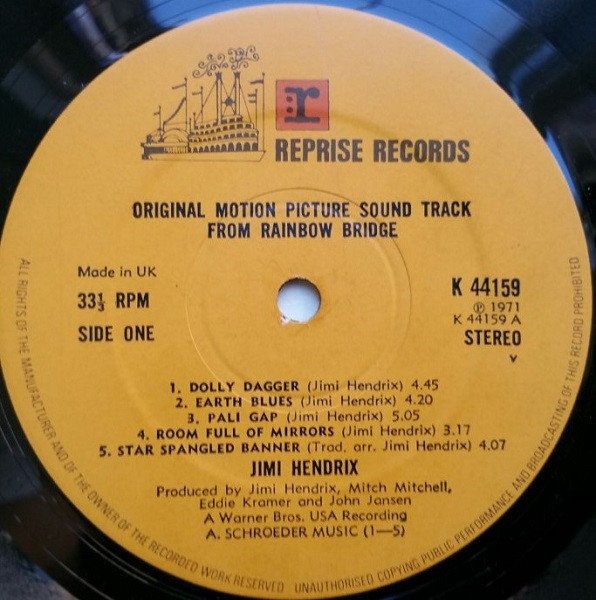 r:
REPRISE RECORDS
ORIGINAL MOTION PICTURE SOUND TRACK
FROM RAINBOW BRIDGE
Made in UK
33⅓ RPM
SIDE ONE
K 44159
℗ 1971
K 44159 A
STEREO
v
1. DOLLY DAGGER (Jimi Hendrix) 4.45
2. EARTH BLUES (Jimi Hendrix) 4.20
3. PALI GAP (Jimi Hendrix) 5.05
4. ROOM FULL OF MIRRORS (Jimi Hendrix) 3.17
5. STAR SPANGLED BANNER (Trad. arr. Jimi Hendrix) 4.07
JIMI HENDRIX
Produced by Jimi Hendrix, Mitch Mitchell,
Eddie Kramer and John Jansen
A Warner Bros. USA Recording
A. SCHROEDER MUSIC (1—5)
ALL RIGHTS OF THE MANUFACTURER AND OF THE OWNER OF THE RECORDED WORK RESERVED UNAUTHORISED COPYING PUBLIC PERFORMANCE AND BROADCASTING OF THIS RECORD PROHIBITED